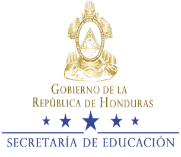 GOBIERNO DE LA
REPÚBLICA DE HONDURAS
SECRETARÍA DE EDUCACIÓN